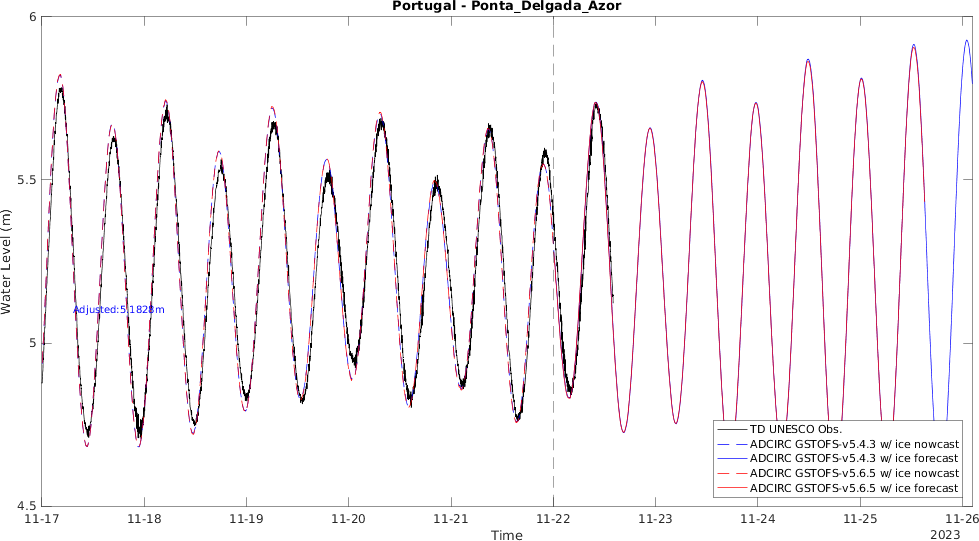 Portugal - Ponta_Delgada_Azor
6
5.5
5
4.5
Water Level (m)
Adjusted:5.1828m
TD UNESCO Obs.
ADCIRC GSTOFS-v5.4.3 w/ ice nowcast
ADCIRC GSTOFS-v5.4.3 w/ ice forecast
ADCIRC GSTOFS-v5.6.5 w/ ice nowcast
ADCIRC GSTOFS-v5.6.5 w/ ice forecast
11-17 11-18 11-19 11-20 11-21 11-22 11-23 11-24 11-25 11-26
Time
2023